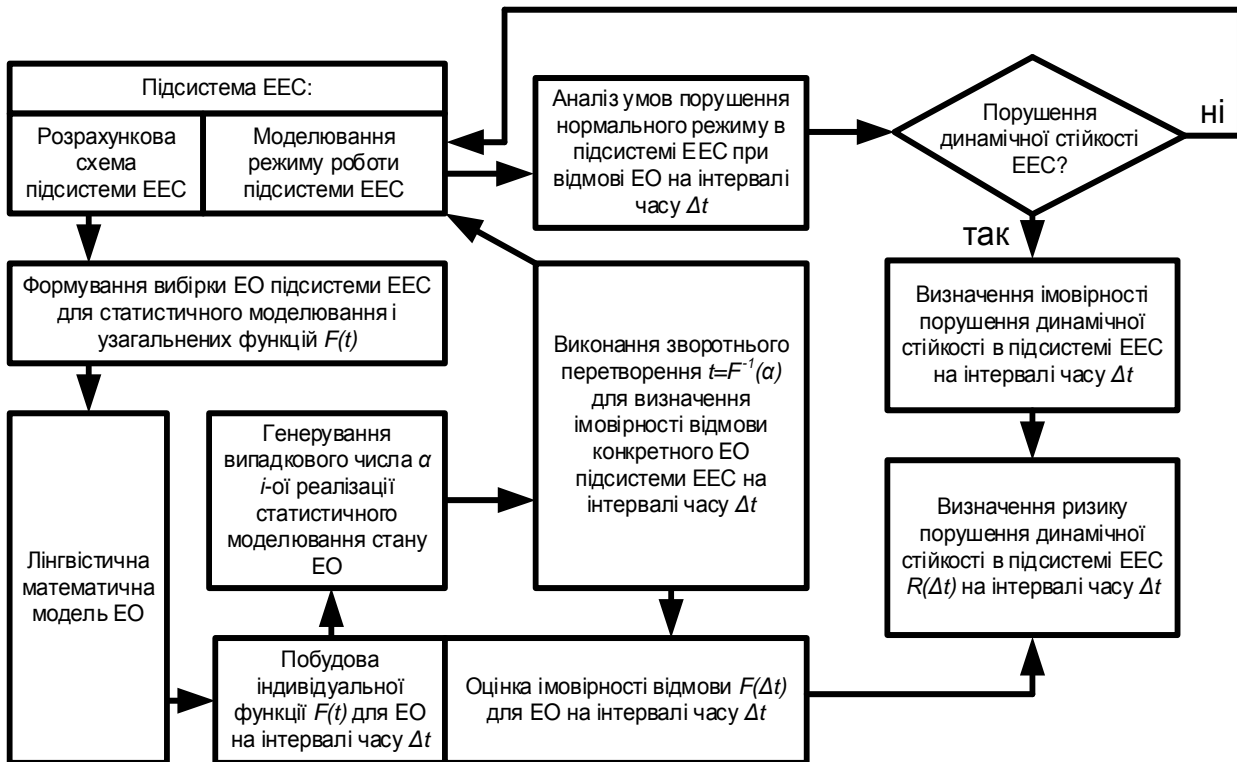 Підсистема ЕЕС:
Розрахункова
схема
підсистеми ЕЕС
Моделювання
режиму роботи
підсистеми ЕЕС
Аналіз умов порушення
нормального режиму в
підсистемі ЕЕС при
відмові ЕО на інтервалі
часу Δt
Порушення
динамічної стійкості
ЕЕС?
ні
так
Формування вибірки ЕО підсистеми ЕЕС
для статистичного моделювання і
узагальнених функцій F(t)
Виконання зворотнього
перетворення t=F⁻¹(α)
для визначення
імовірності відмови
конкретного ЕО
підсистеми ЕЕС на
інтервалі часу Δt
Визначення імовірності
порушення динамічної
стійкості в підсистемі ЕЕС
на інтервалі часу Δt
Лінгвістична
математична
модель ЕО
Генерування
випадкового числа α
i-ої реалізації
статистичного
моделювання стану
ЕО
Визначення ризику
порушення динамічної
стійкості в підсистемі ЕЕС
R(Δt) на інтервалі часу Δt
Побудова
індивідуальної
функції F(t) для ЕО
на інтервалі часу Δt
Оцінка імовірності відмови F(Δt)
для ЕО на інтервалі часу Δt